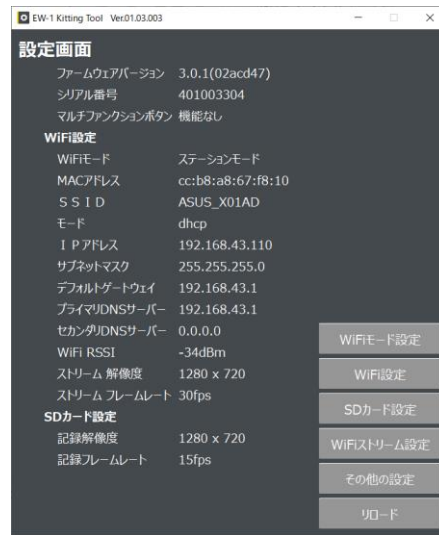 EW-1 Kitting Tool Ver.01.03.003
設定画面
ファームウェアバージョン 3.0.1(02acd47)
シリアル番号 401003304
マルチファンクションボタン 機能なし
WiFi設定
WiFiモード ステーションモード
MACアドレス cc:b8:a8:67:f8:10
ＳＳＩＤ ASUS_X01AD
モード dhcp
ＩＰアドレス 192.168.43.110
サブネットマスク 255.255.255.0
デフォルトゲートウェイ 192.168.43.1
プライマリDNSサーバー 192.168.43.1
セカンダリDNSサーバー 0.0.0.0
WiFi RSSI -34dBm
ストリーム 解像度 1280 x 720
ストリーム フレームレート 30fps
SDカード設定
記録解像度 1280 x 720
記録フレームレート 15fps
WiFiモード設定
WiFi設定
SDカード設定
WiFiストリーム設定
その他の設定
リロード